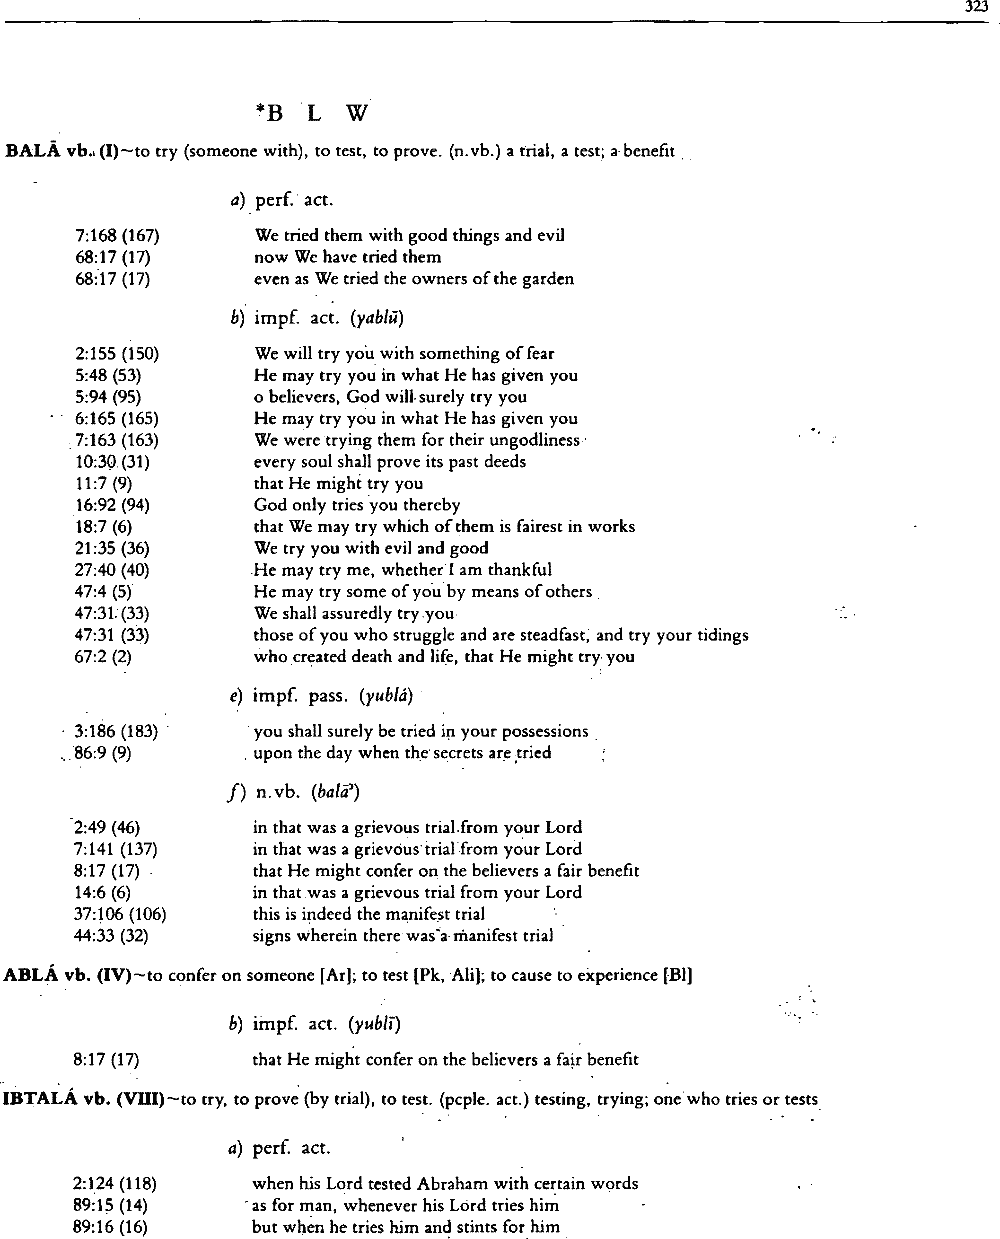 323
*B L W
BALĀ vb. (I)~to try (someone with), to test, to prove. (n.vb.) a trial, a test; a benefit
a) perf. act.
7:168 (167) We tried them with good things and evil
68:17 (17) now We have tried them
68:17 (17) even as We tried the owners of the garden
b) impf. act. (yablū)
2:155 (150) We will try you with something of fear
5:48 (53) He may try you in what He has given you
5:94 (95) o believers, God will surely try you
6:165 (165) He may try you in what He has given you
7:163 (163) We were trying them for their ungodliness
10:30 (31) every soul shall prove its past deeds
11:7 (9) that He might try you
16:92 (94) God only tries you thereby
18:7 (6) that We may try which of them is fairest in works
21:35 (36) We try you with evil and good
27:40 (40) He may try me, whether I am thankful
47:4 (5) He may try some of you by means of others
47:31 (33) We shall assuredly try you
47:31 (33) those of you who struggle and are steadfast, and try your tidings
67:2 (2) who created death and life, that He might try you
e) impf. pass. (yublá)
3:186 (183) you shall surely be tried in your possessions
86:9 (9) upon the day when the secrets are tried
f) n.vb. (balāʾ)
2:49 (46) in that was a grievous trial from your Lord
7:141 (137) in that was a grievous trial from your Lord
8:17 (17) that He might confer on the believers a fair benefit
14:6 (6) in that was a grievous trial from your Lord
37:106 (106) this is indeed the manifest trial
44:33 (32) signs wherein there was a manifest trial
ABLÁ vb. (IV)~to confer on someone [Ar]; to test [Pk, Ali]; to cause to experience [Bl]
b) impf. act. (yublī)
8:17 (17) that He might confer on the believers a fair benefit
IBTALÁ vb. (VIII)~to try, to prove (by trial), to test. (pcple. act.) testing, trying; one who tries or tests
a) perf. act.
2:124 (118) when his Lord tested Abraham with certain words
89:15 (14) as for man, whenever his Lord tries him
89:16 (16) but when he tries him and stints for him